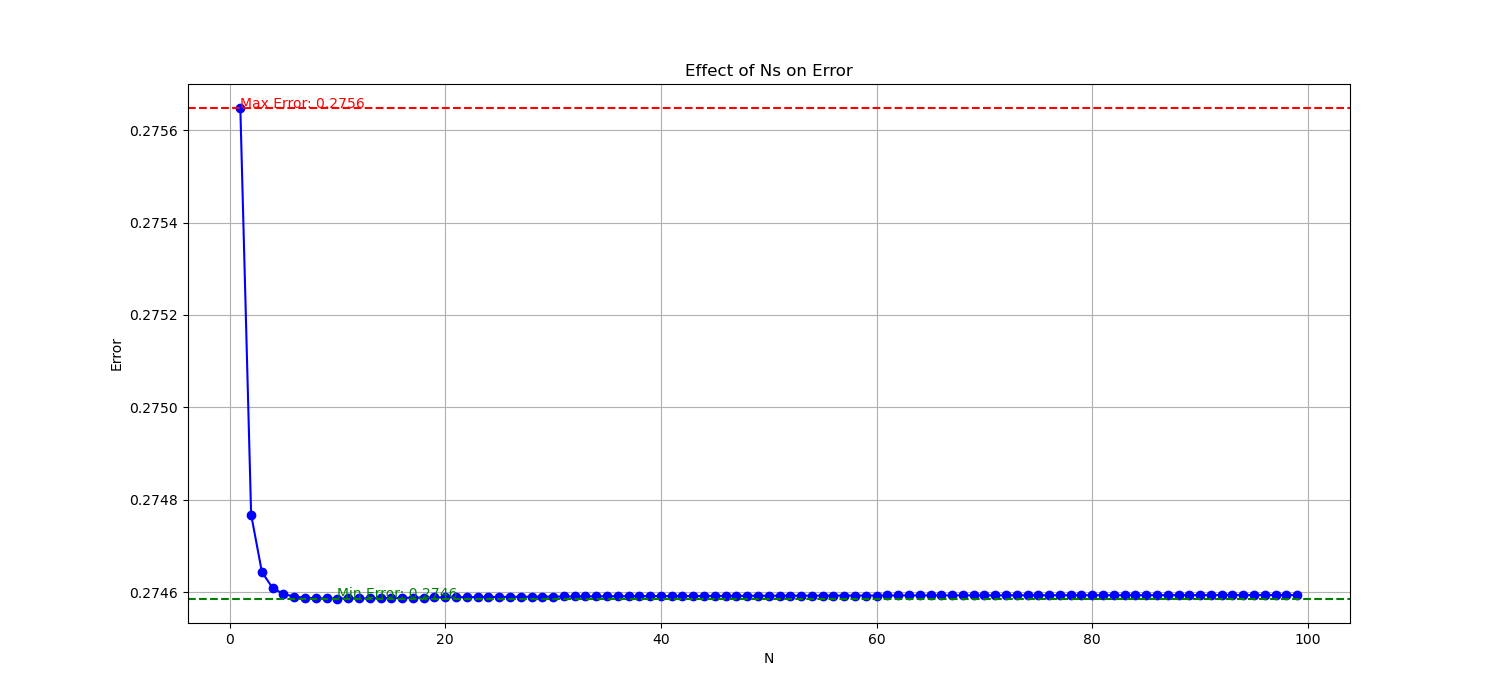 Effect of Ns on Error
Max Error: 0.2756
0.2756
0.2754
0.2752
0.2750
0.2748
0.2746
Error
Min Error: 0.2746
0 20 40 60 80 100
N